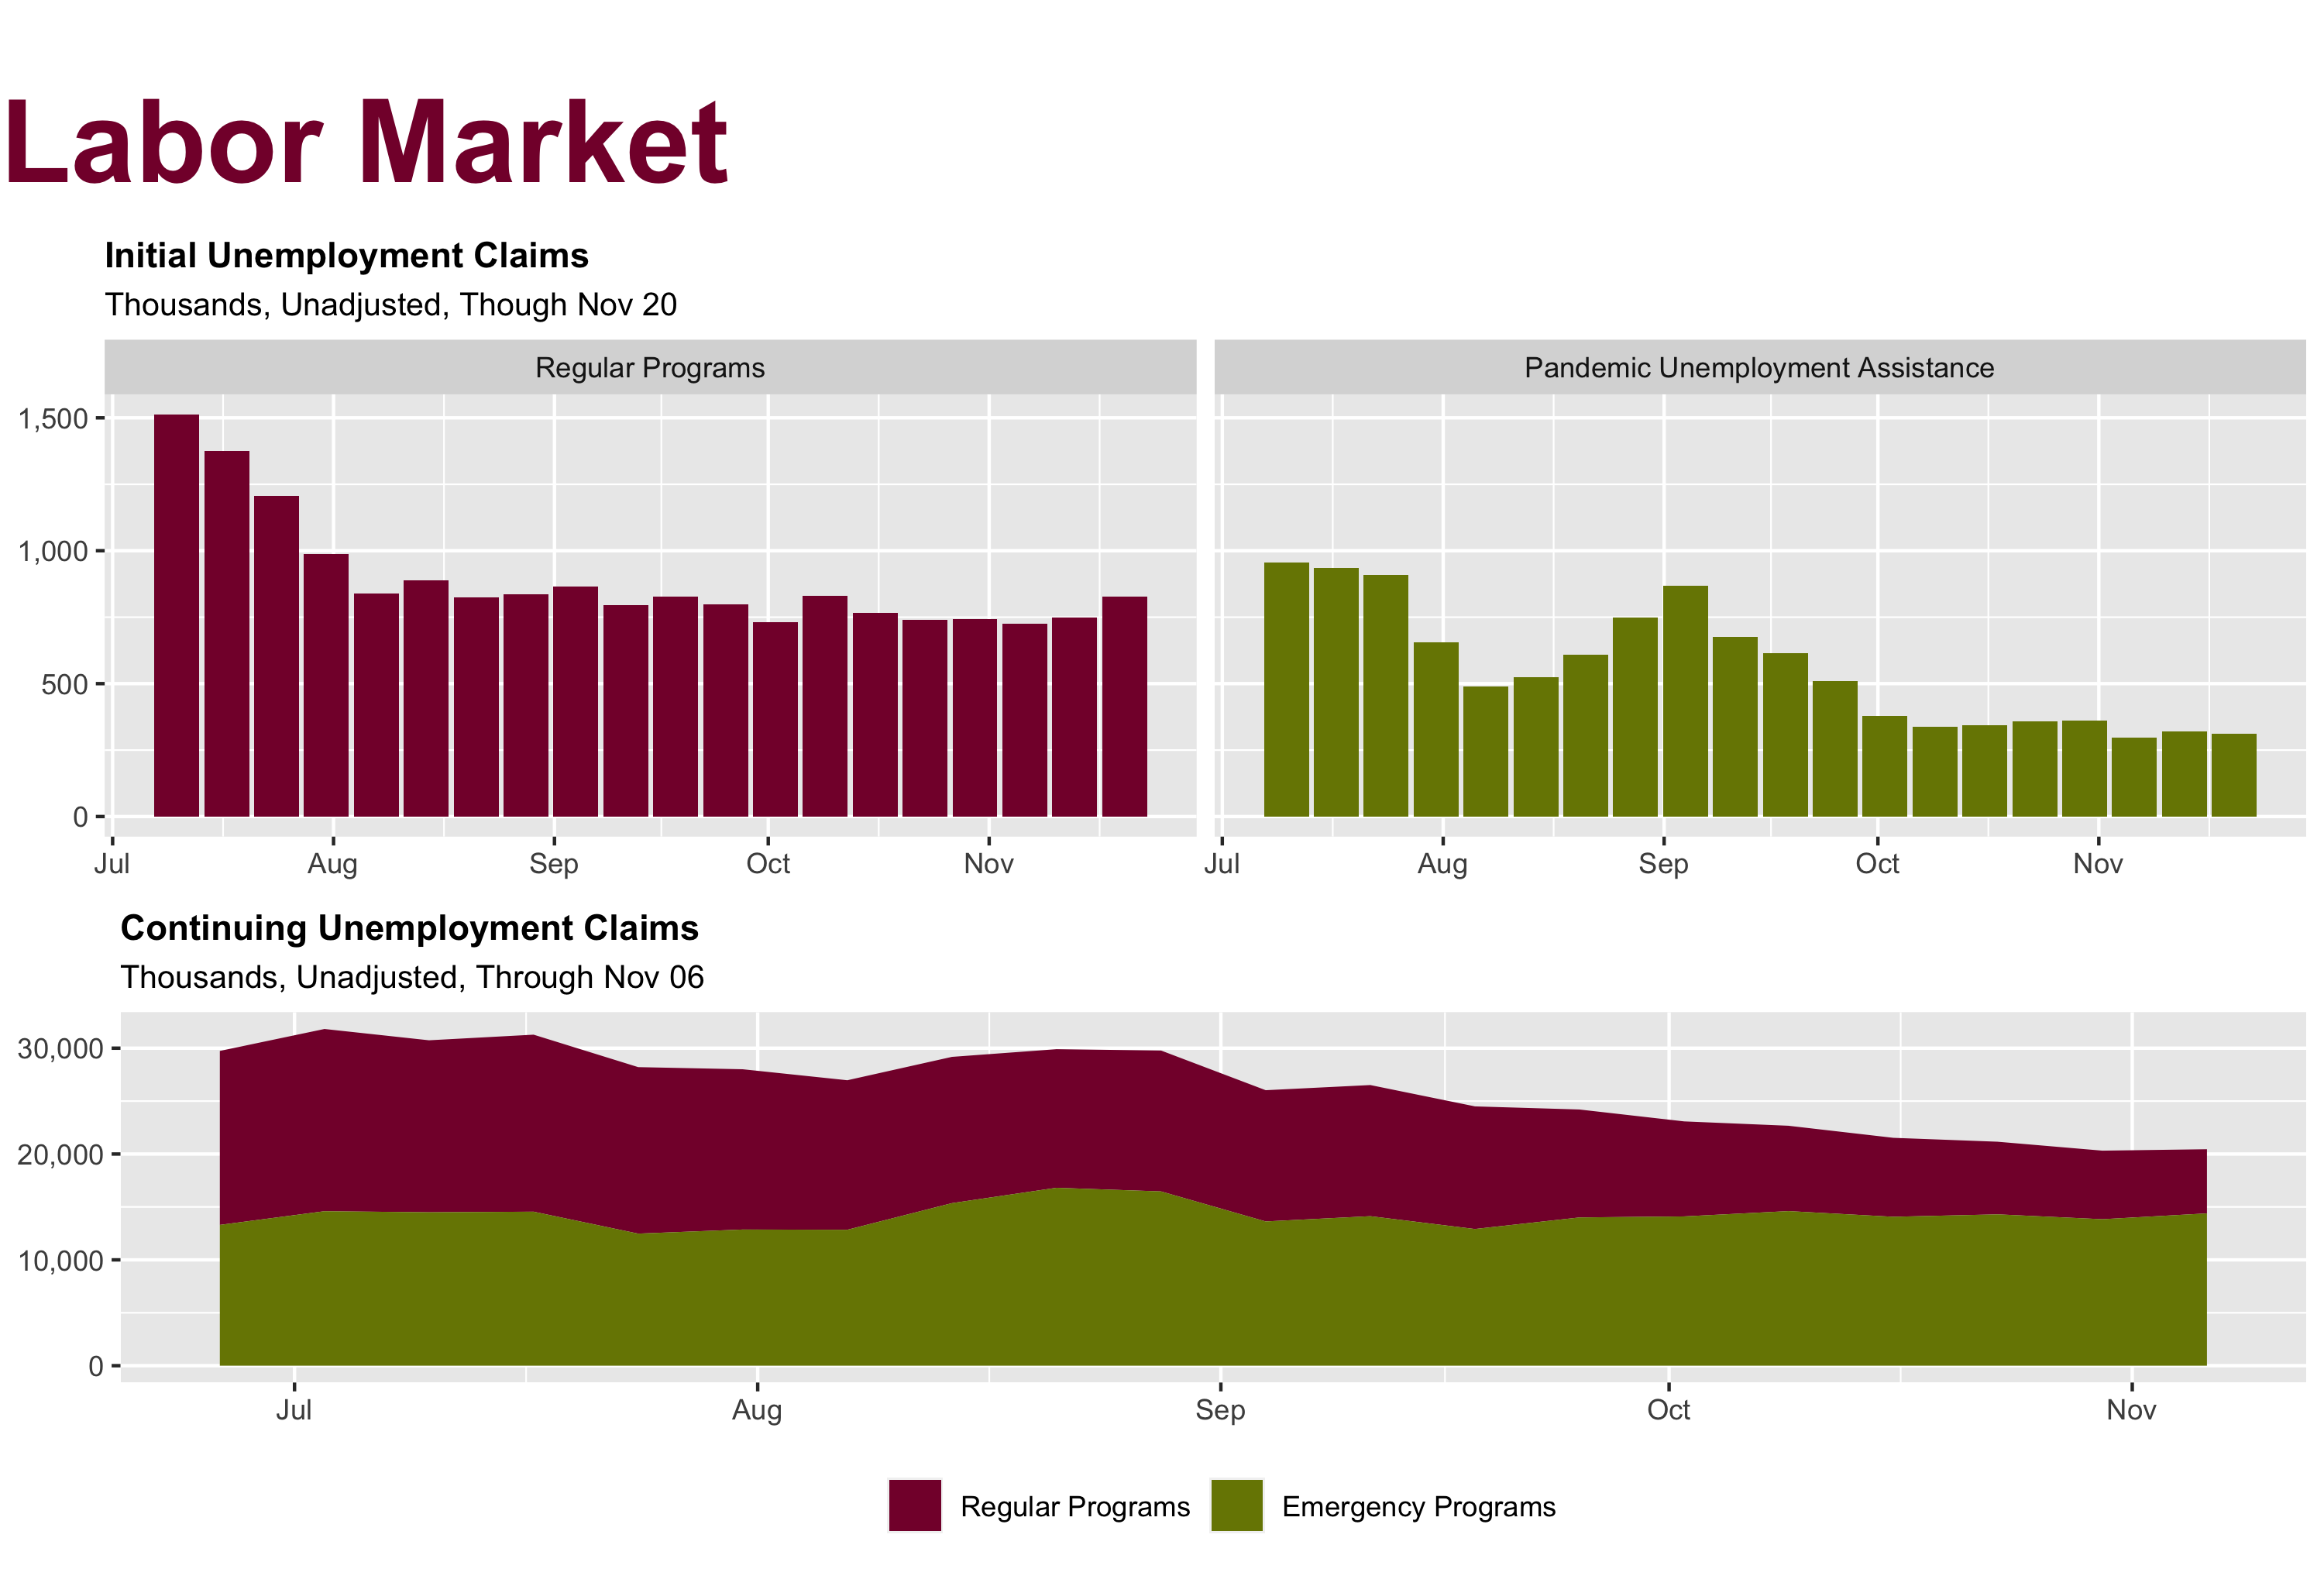 Labor Market
Initial Unemployment Claims
Thousands, Unadjusted, Though Nov 20
Regular Programs
Pandemic Unemployment Assistance
1,500
1,000
500
0
Jul Aug Sep Oct Nov
Jul Aug Sep Oct Nov
Continuing Unemployment Claims
Thousands, Unadjusted, Through Nov 06
30,000
20,000
10,000
0
Jul Aug Sep Oct Nov
Regular Programs
Emergency Programs